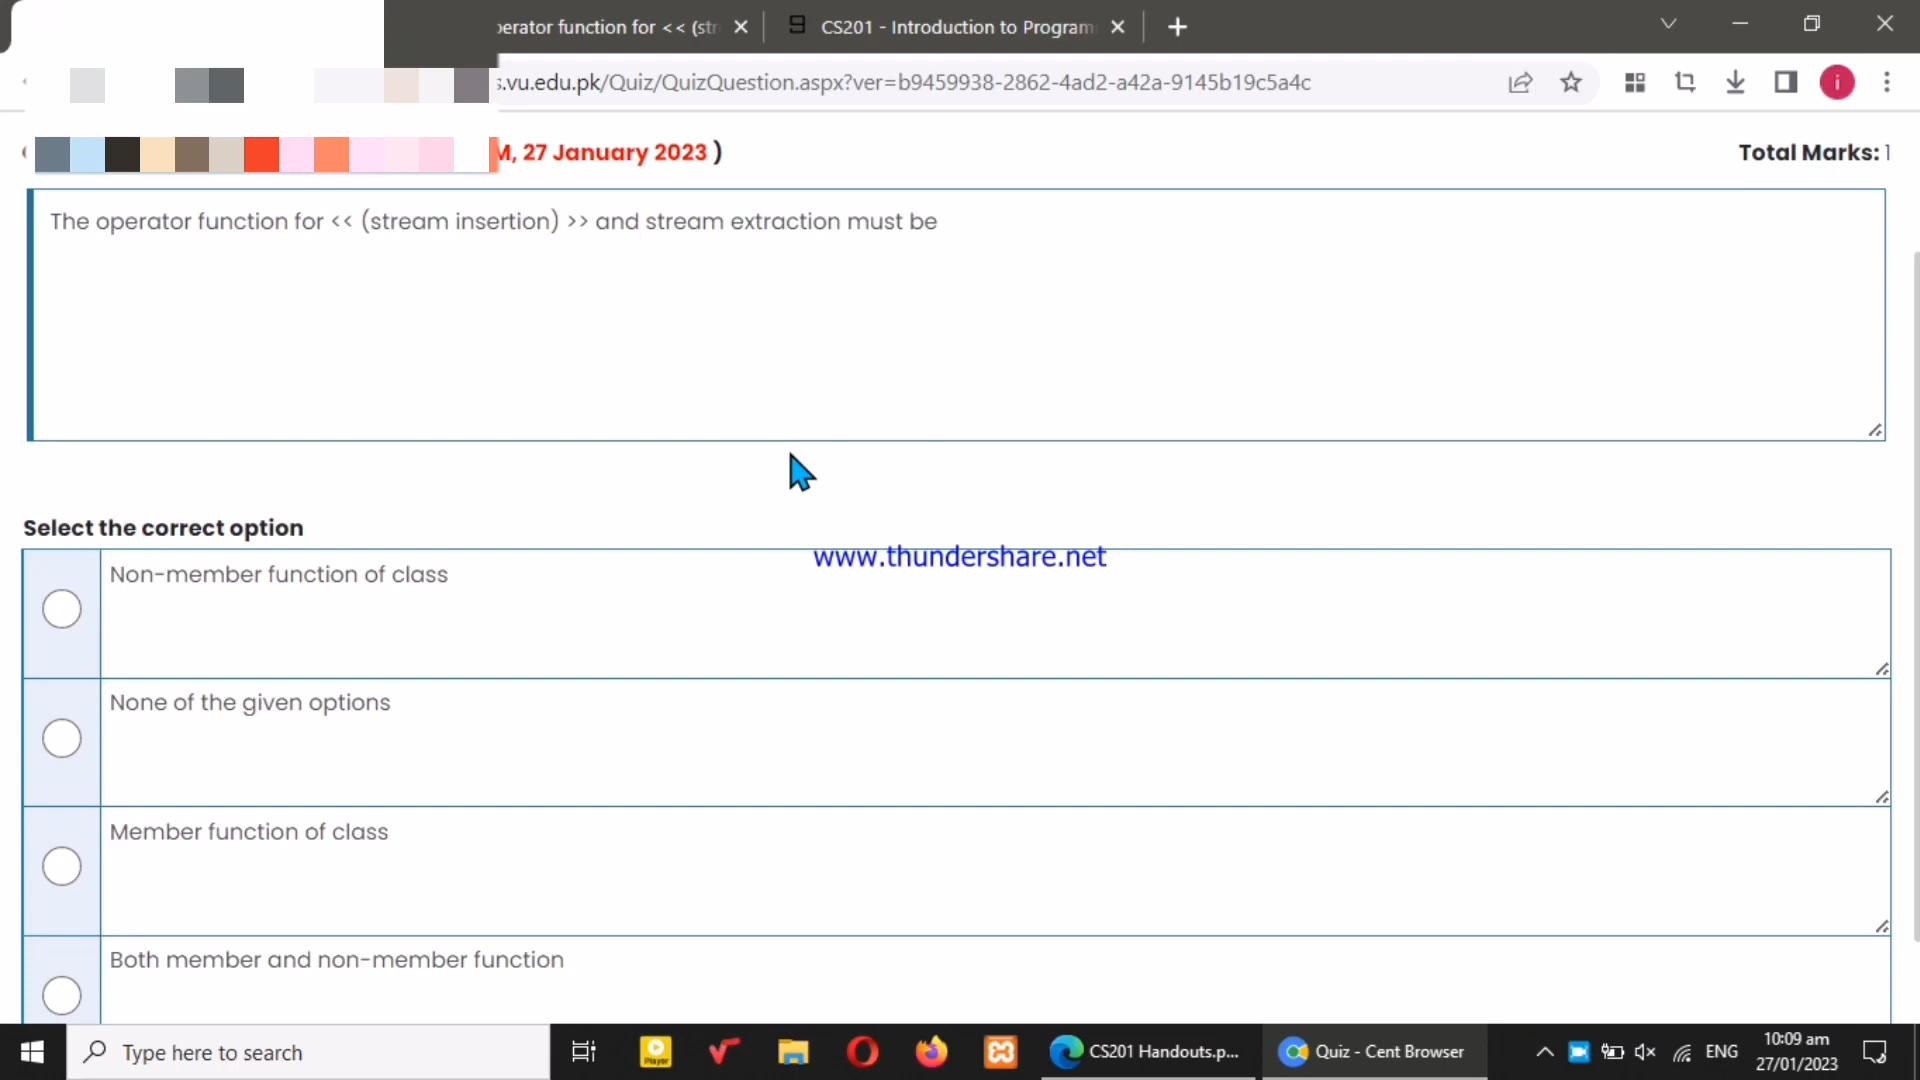 erator function for << (str
CS201 - Introduction to Program
s.vu.edu.pk/Quiz/QuizQuestion.aspx?ver=b9459938-2862-4ad2-a42a-9145b19c5a4c
i
M, 27 January 2023 )
Total Marks: 1
The operator function for << (stream insertion) >> and stream extraction must be
Select the correct option
www.thundershare.net
Non-member function of class
None of the given options
Member function of class
Both member and non-member function
Type here to search
Player
CS201 Handouts.p...
Quiz - Cent Browser
ENG
10:09 am
27/01/2023